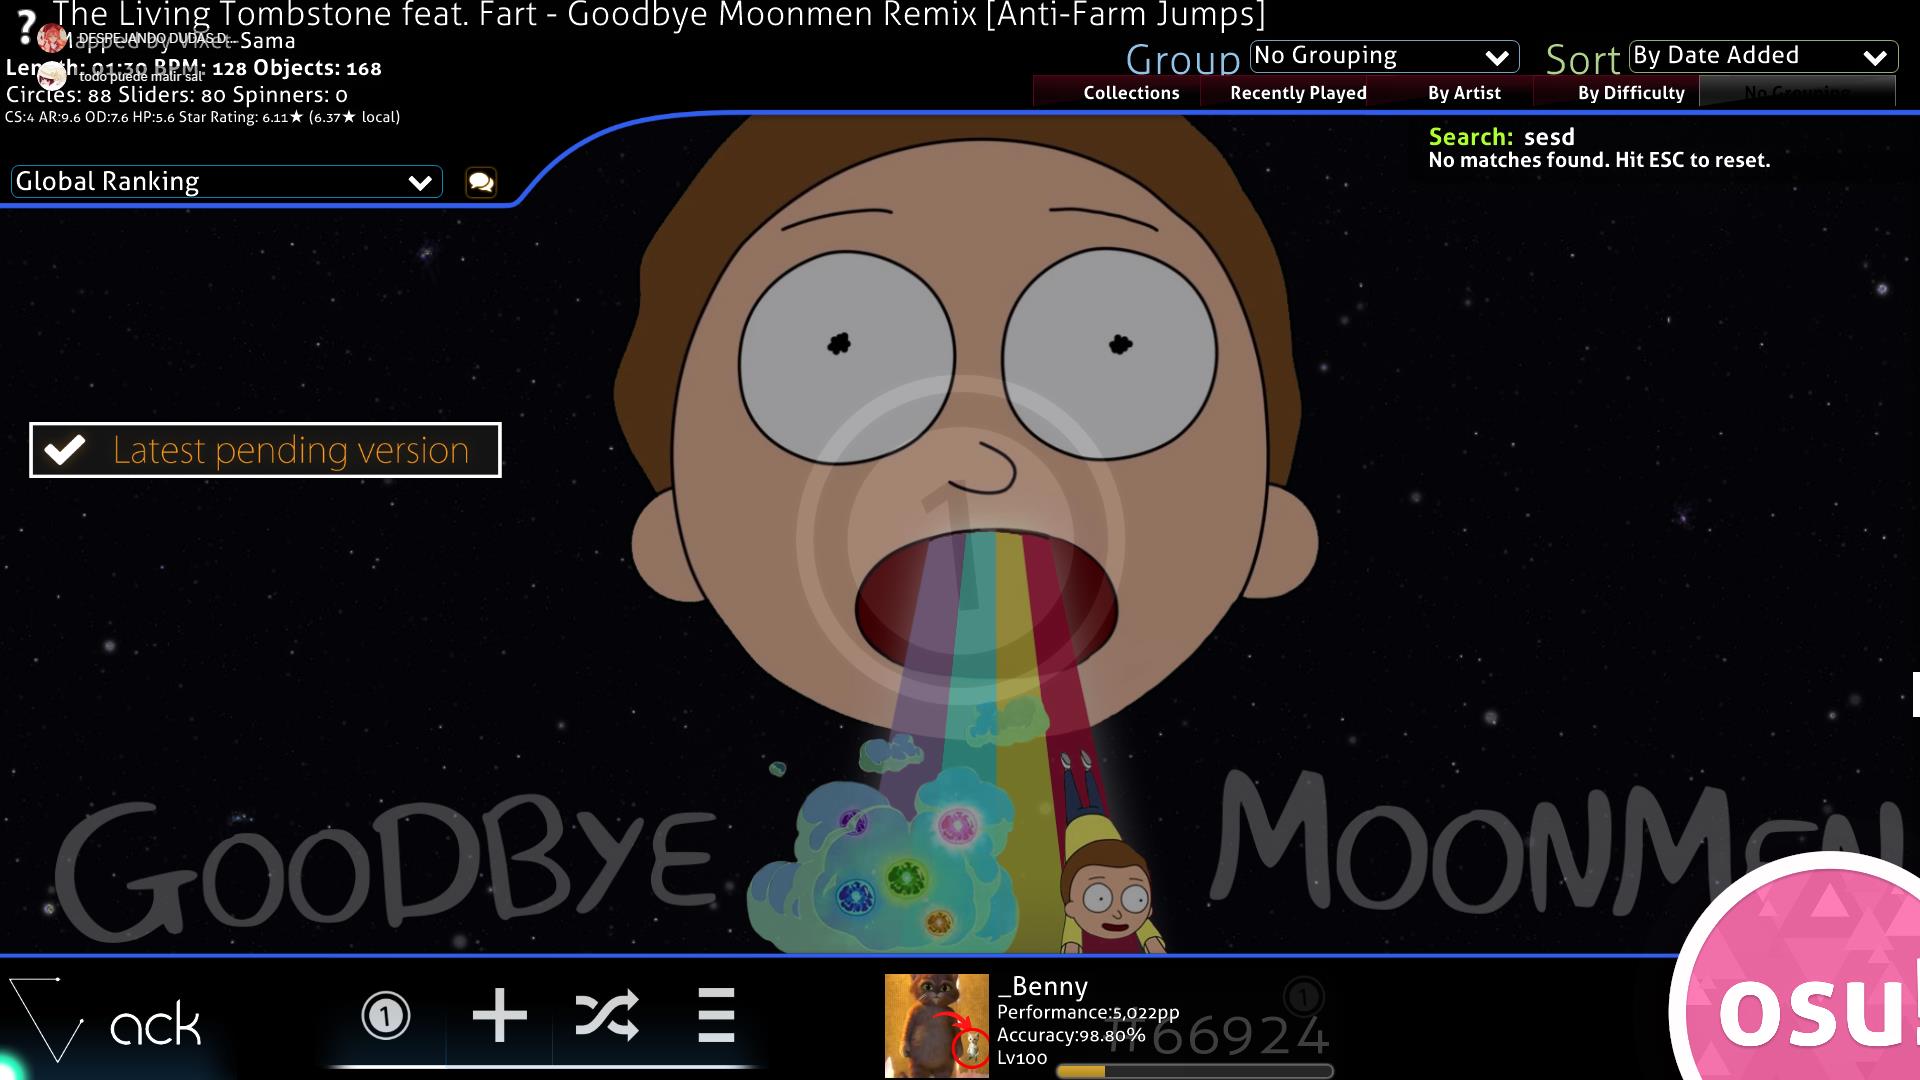 The Living Tombstone feat. Fart - Goodbye Moonmen Remix [Anti-Farm Jumps]
?
DESPEJANDO DUDAS D...
Mapped by Vixel-Sama
Length: 01:30 BPM: 128 Objects: 168
todo puede malir sal
Circles: 88 Sliders: 80 Spinners: 0
CS:4 AR:9.6 OD:7.6 HP:5.6 Star Rating: 6.11★ (6.37★ local)
Group No Grouping
Sort By Date Added
Collections
Recently Played
By Artist
By Difficulty
No Grouping
Search: sesd
No matches found. Hit ESC to reset.
Global Ranking
Latest pending version
1
GOODBYE MOONMEN
ack
1
_Benny
Performance:5,022pp
Accuracy:98.80%
Lv100
#66924
1
osu!